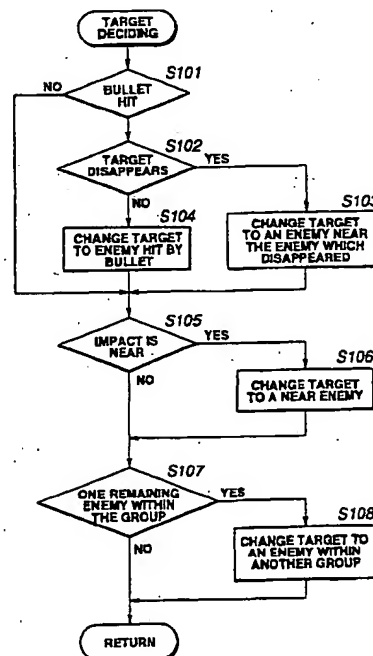 TARGET
DECIDING
S101
NO
BULLET
HIT
S102
TARGET
DISAPPEARS
YES
NO
S104
CHANGE TARGET
TO ENEMY HIT BY
BULLET
S103
CHANGE TARGET
TO AN ENEMY NEAR
THE ENEMY WHICH
DISAPPEARED
S105
IMPACT IS
NEAR
YES
NO
S106
CHANGE TARGET
TO A NEAR ENEMY
S107
ONE REMAINING
ENEMY WITHIN
THE GROUP
YES
NO
S108
CHANGE TARGET TO
AN ENEMY WITHIN
ANOTHER GROUP
RETURN